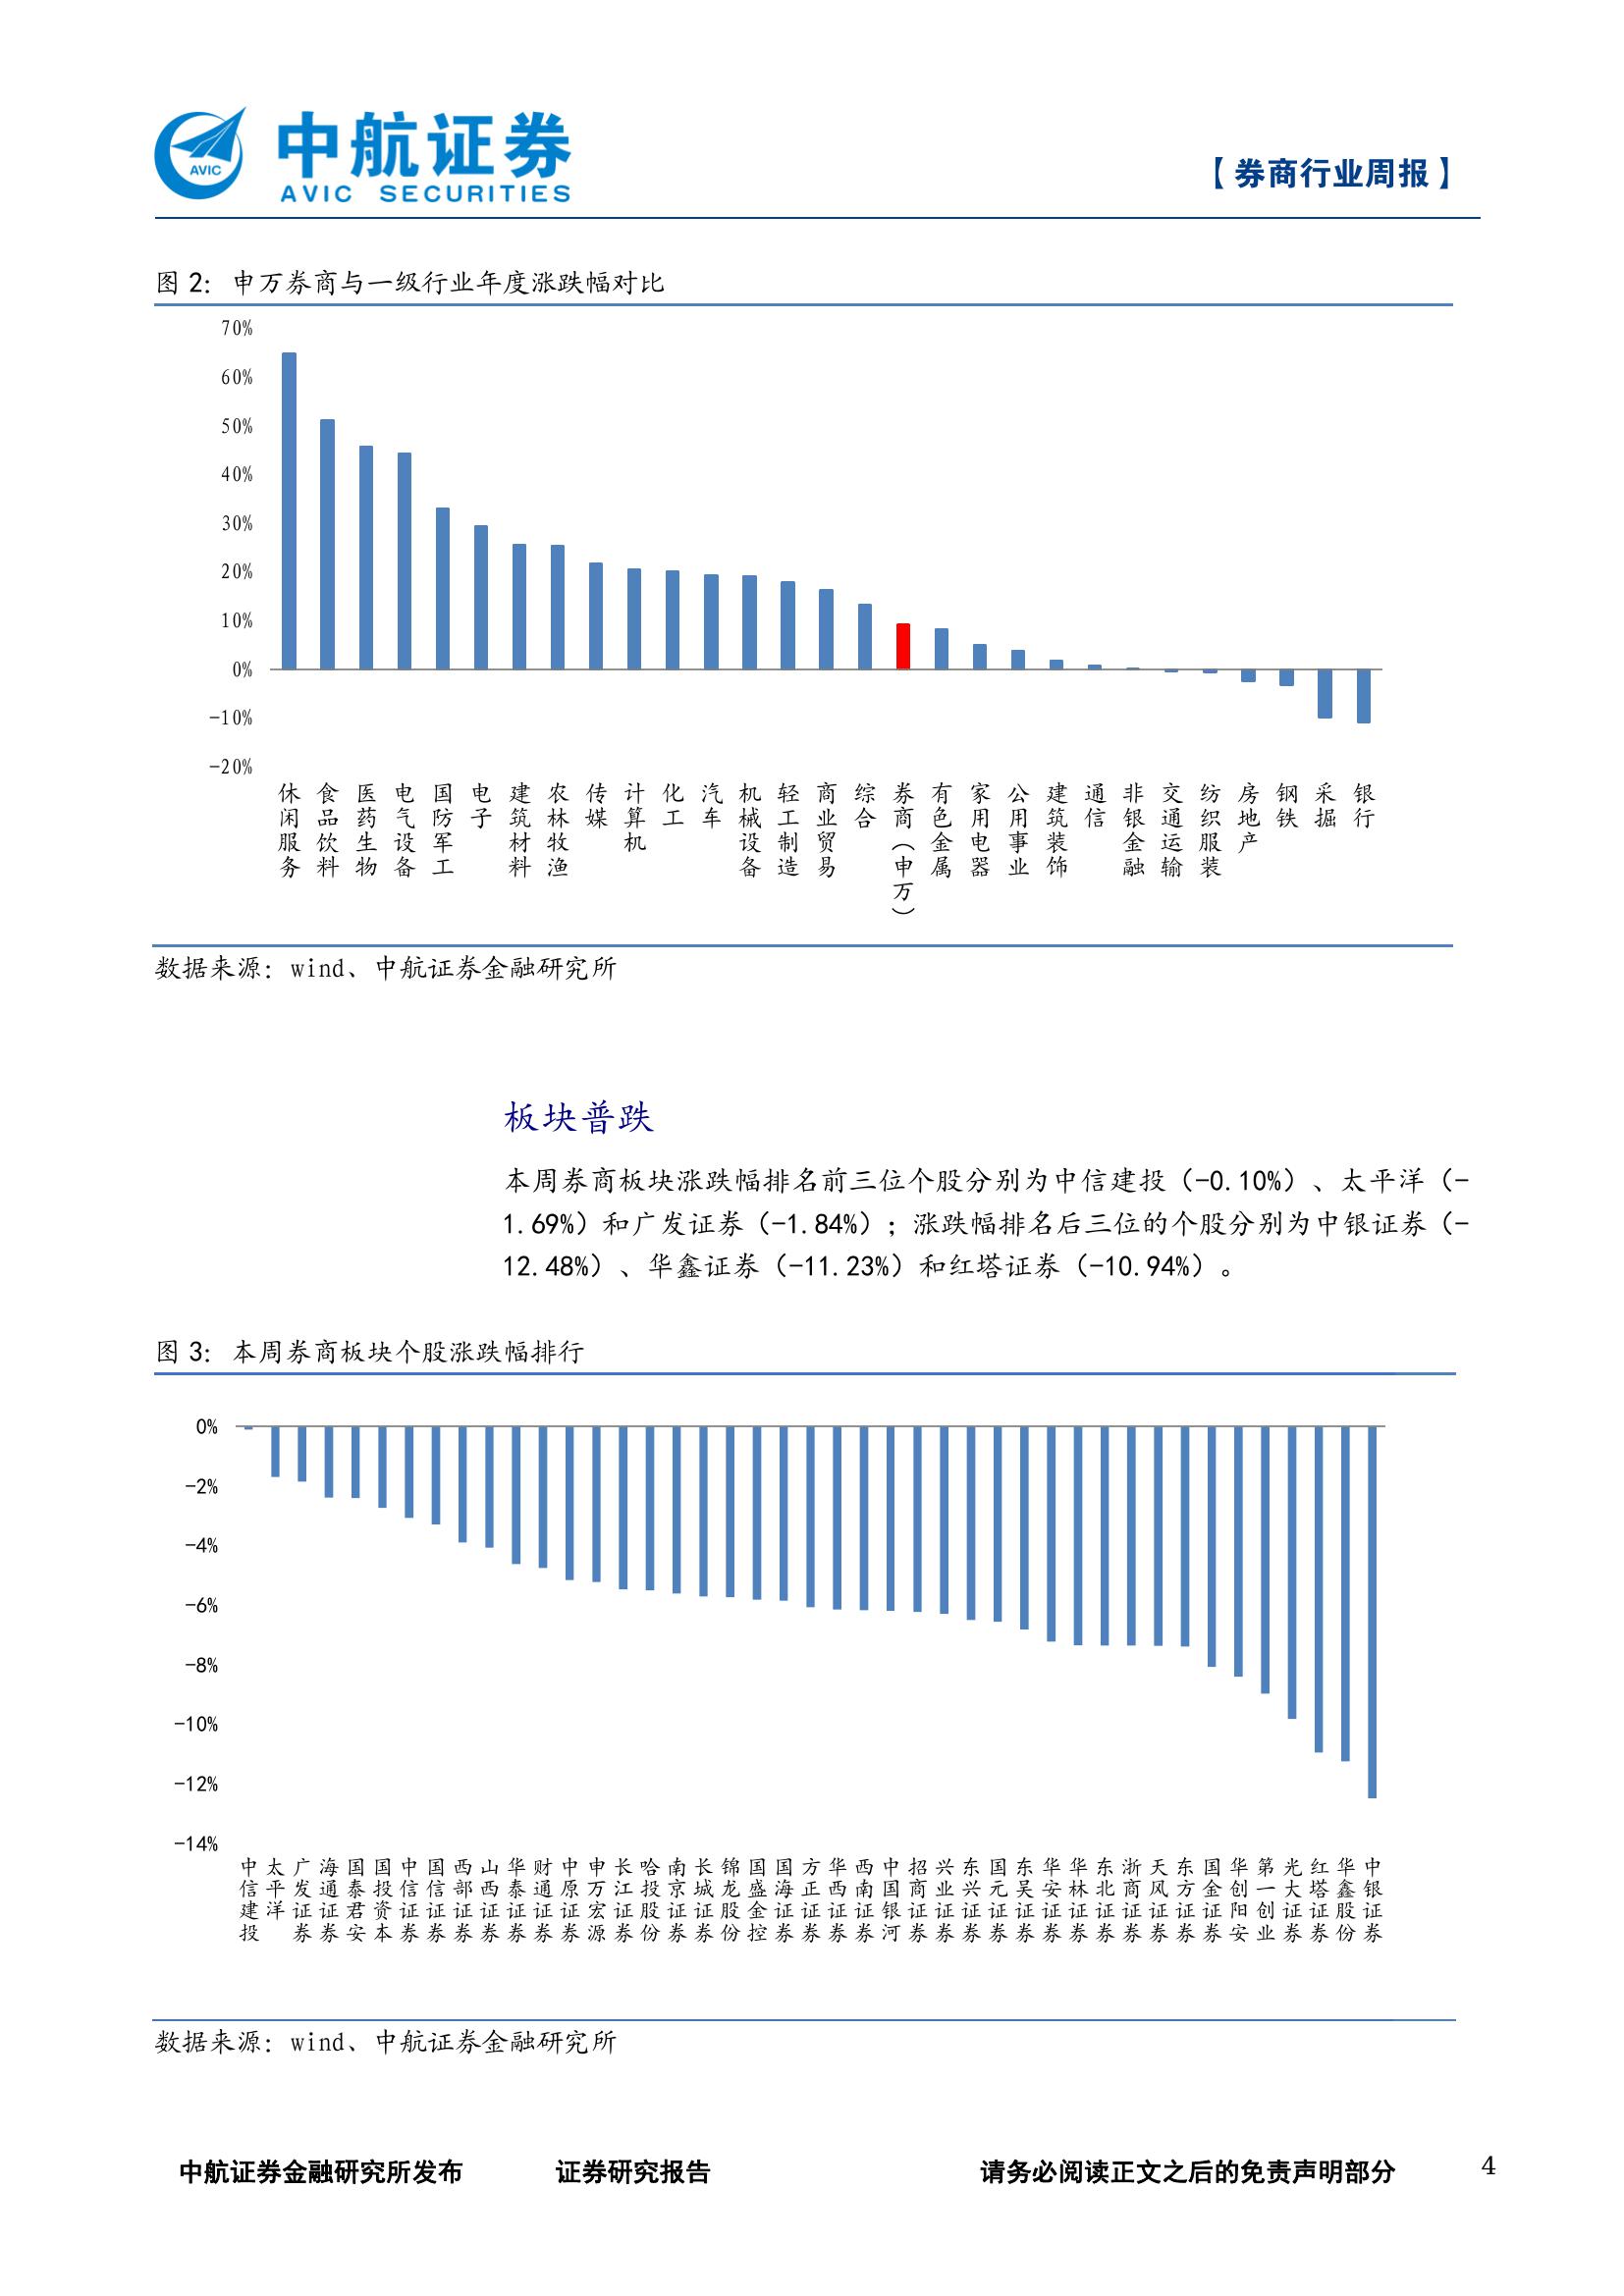 中航证券
AVIC SECURITIES
AVIC
【券商行业周报】
图 2：申万券商与一级行业年度涨跌幅对比
70%
60%
50%
40%
30%
20%
10%
0%
-10%
-20%
休闲服务
食品饮料
医药生物
电气设备
国防军工
电子
建筑材料
农林牧渔
传媒
计算机
化工
汽车
机械设备
轻工制造
商业贸易
综合
券商（申万）
有色金属
家用电器
公用事业
建筑装饰
通信
非银金融
交通运输
纺织服装
房地产
钢铁
采掘
银行
数据来源：wind、中航证券金融研究所
板块普跌
本周券商板块涨跌幅排名前三位个股分别为中信建投（-0.10%）、太平洋（-
1.69%）和广发证券（-1.84%）；涨跌幅排名后三位的个股分别为中银证券（-
12.48%）、华鑫证券（-11.23%）和红塔证券（-10.94%）。
图 3：本周券商板块个股涨跌幅排行
0%
-2%
-4%
-6%
-8%
-10%
-12%
-14%
中信建投
太平洋
广发证券
海通证券
国泰君安
国投资本
中信证券
国信证券
西部证券
山西证券
华泰证券
财通证券
中原证券
申万宏源
长江证券
哈投股份
南京证券
长城证券
锦龙股份
国盛金控
国海证券
方正证券
华西证券
西南证券
中国银河
招商证券
兴业证券
东兴证券
国元证券
东吴证券
华安证券
华林证券
东北证券
浙商证券
天风证券
东方证券
国金证券
华创阳安
第一创业
光大证券
红塔证券
华鑫股份
中银证券
数据来源：wind、中航证券金融研究所
中航证券金融研究所发布 证券研究报告 请务必阅读正文之后的免责声明部分 4